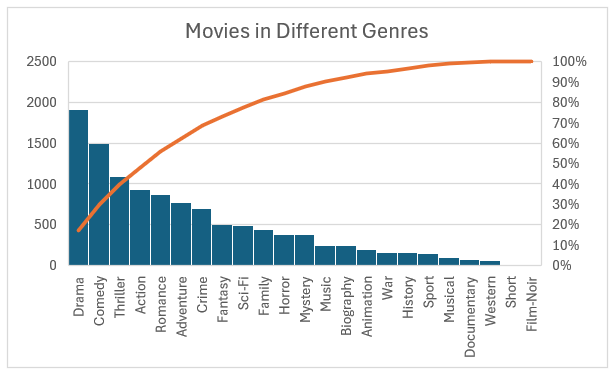 Movies in Different Genres
2500
2000
1500
1000
500
0
100%
90%
80%
70%
60%
50%
40%
30%
20%
10%
0%
Drama
Comedy
Thriller
Action
Romance
Adventure
Crime
Fantasy
Sci-Fi
Family
Horror
Mystery
Music
Biography
Animation
War
History
Sport
Musical
Documentary
Western
Short
Film-Noir